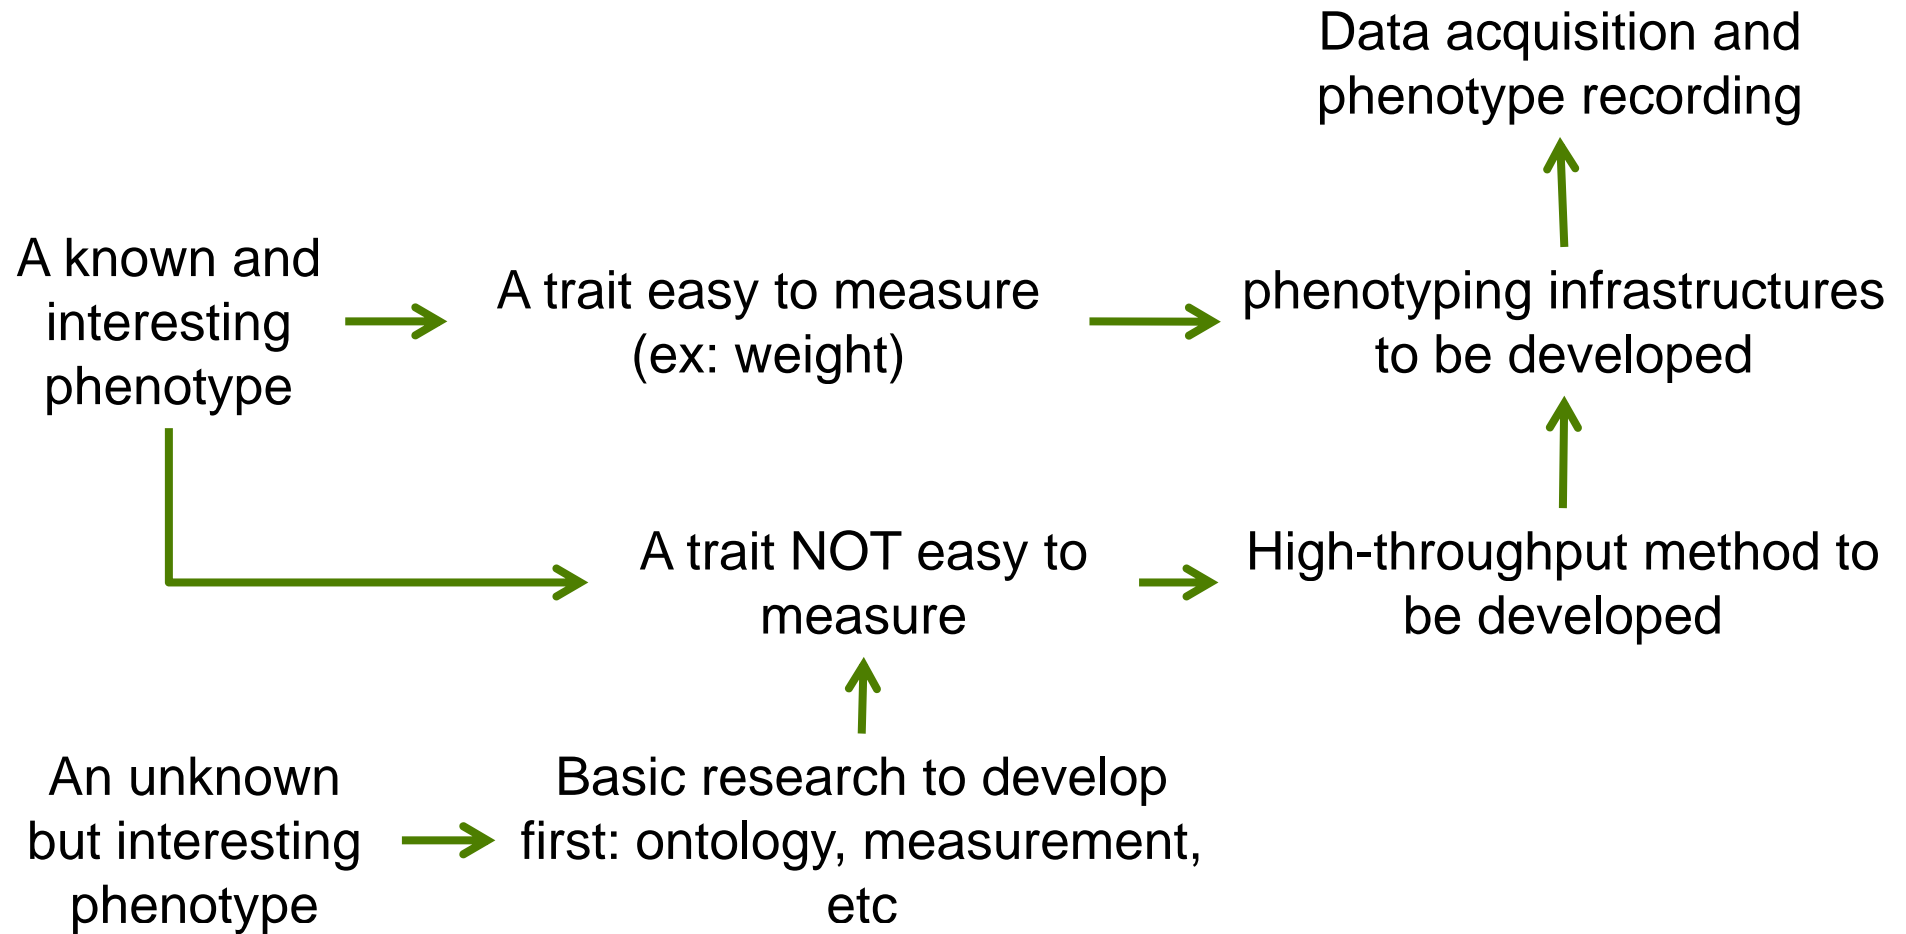 Data acquisition and
phenotype recording
A known and
interesting
phenotype
A trait easy to measure
(ex: weight)
phenotyping infrastructures
to be developed
A trait NOT easy to
measure
High-throughput method to
be developed
An unknown
but interesting
phenotype
Basic research to develop
first: ontology, measurement,
etc